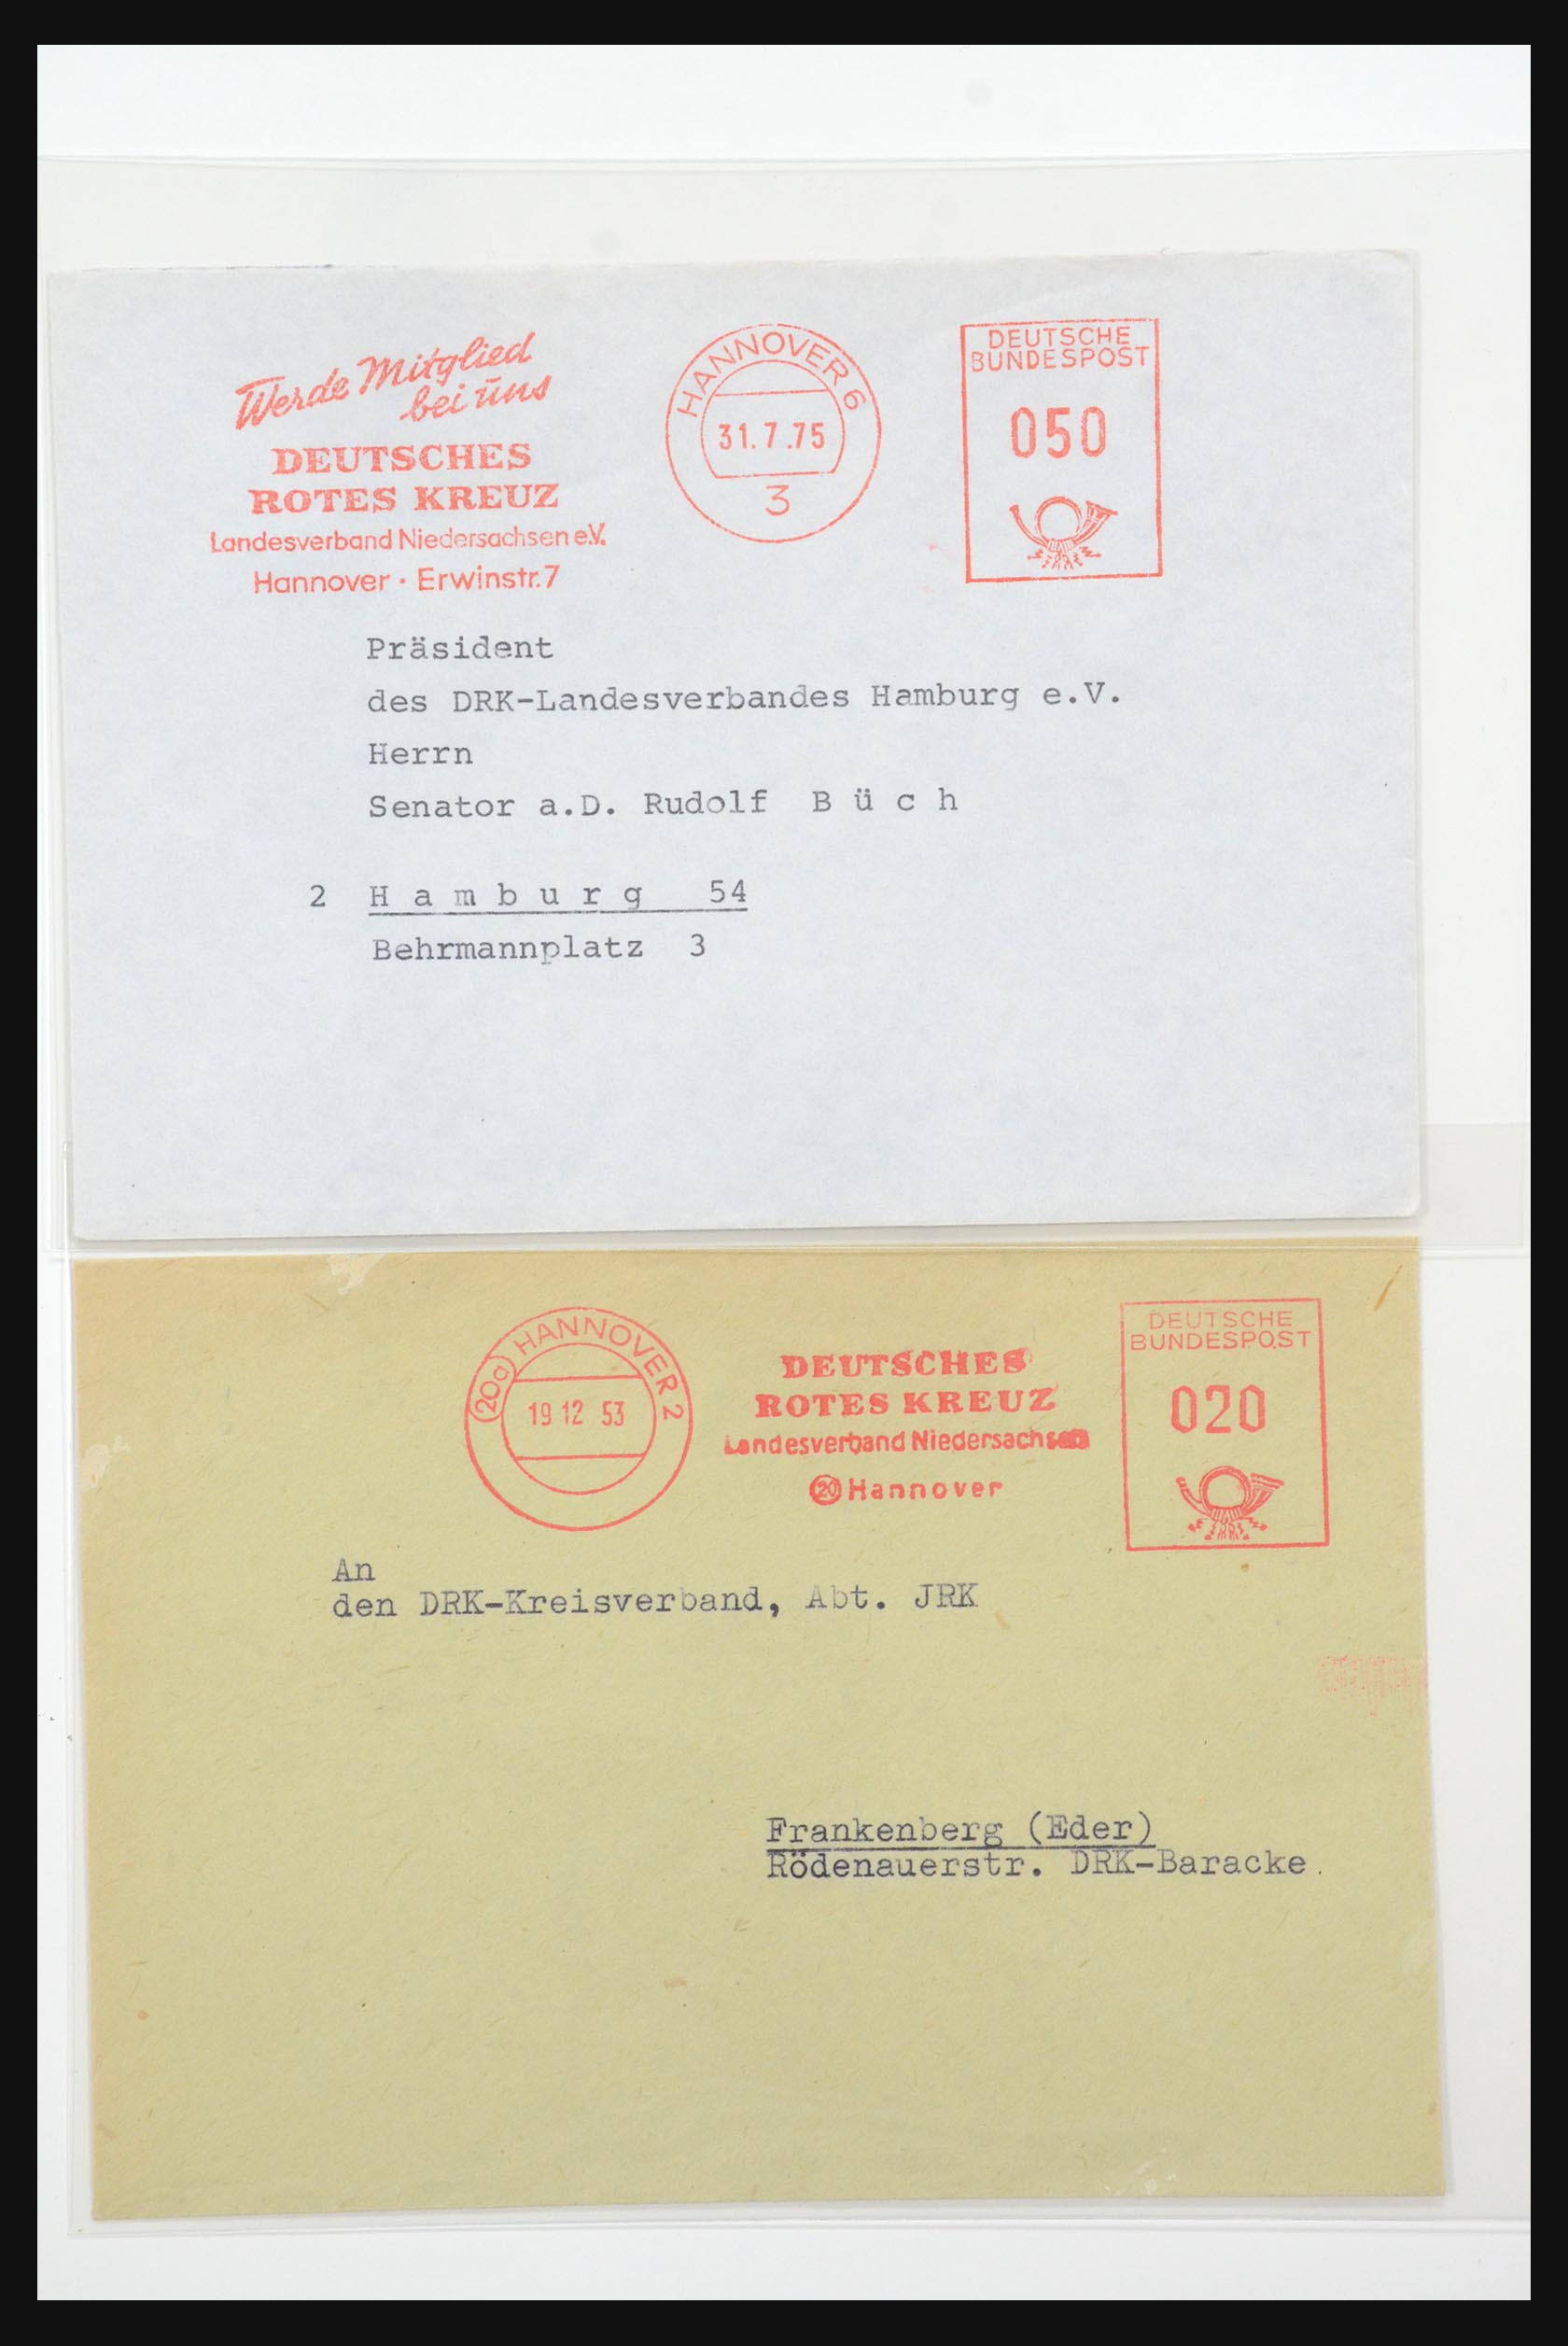 Werde Mitglied
bei uns
DEUTSCHES
ROTES KREUZ
Landesverband Niedersachsen e.V.
Hannover · Erwinstr. 7
HANNOVER 6
31.7.75
3
DEUTSCHE
BUNDESPOST
050
Präsident
des DRK-Landesverbandes Hamburg e.V.
Herrn
Senator a.D. Rudolf B ü c h
2 H a m b u r g 54
Behrmannplatz 3
(20a) HANNOVER 2
19 12 53
DEUTSCHES
ROTES KREUZ
Landesverband Niedersachsen
20 Hannover
DEUTSCHE
BUNDESPOST
020
An
den DRK-Kreisverband, Abt. JRK
Frankenberg (Eder)
Rödenauerstr. DRK-Baracke.